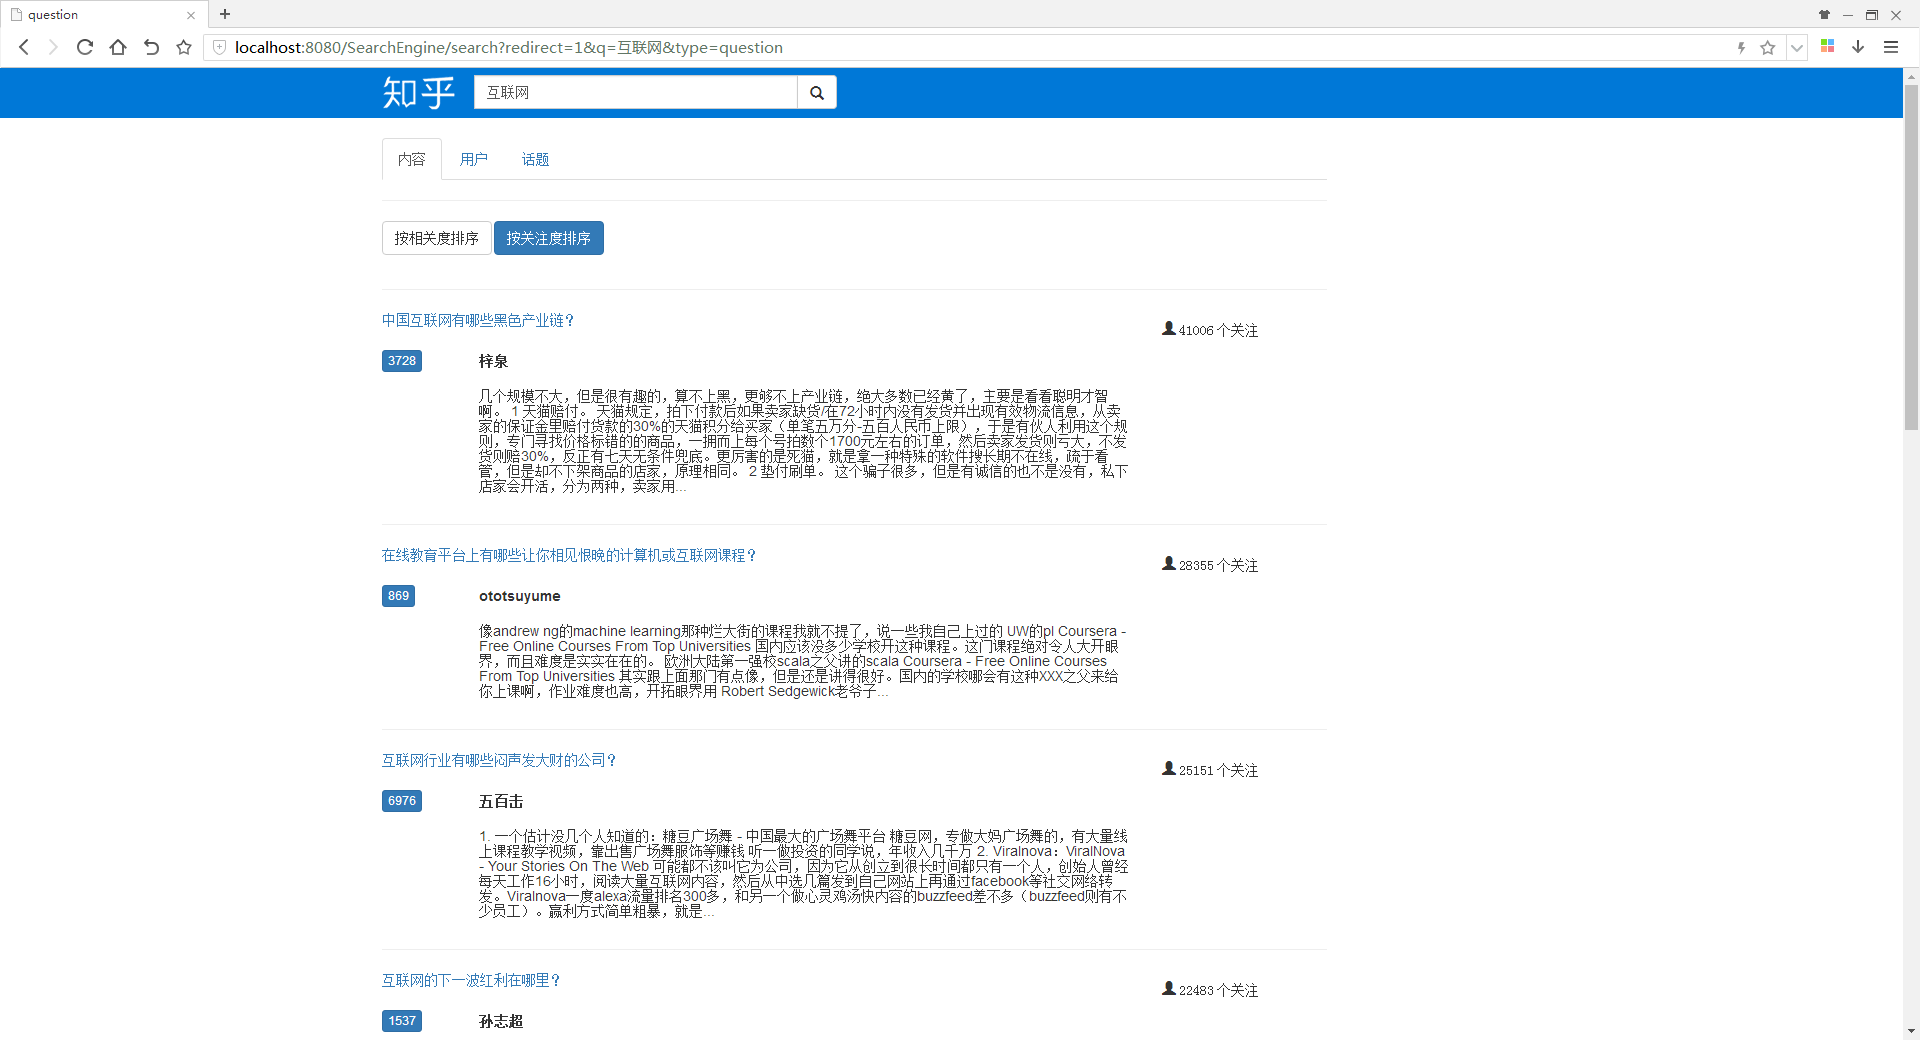 question
localhost:8080/SearchEngine/search?redirect=1&q=互联网&type=question
知乎
互联网
内容 用户 话题
按相关度排序 按关注度排序
中国互联网有哪些黑色产业链？
41006 个关注
3728 梓泉
几个规模不大，但是很有趣的，算不上黑，更够不上产业链，绝大多数已经黄了，主要是看看聪明才智
啊。 1 天猫赔付。 天猫规定，拍下付款后如果卖家缺货/在72小时内没有发货并出现有效物流信息，从卖
家的保证金里赔付货款的30%的天猫积分给买家（单笔五万分-五百人民币上限），于是有伙人利用这个规
则，专门寻找价格标错的的商品，一拥而上每个号拍数个1700元左右的订单，然后卖家发货则亏大，不发
货则赔30%，反正有七天无条件兜底。更厉害的是死猫，就是拿一种特殊的软件搜长期不在线，疏于看
管，但是却不下架商品的店家，原理相同。 2 垫付刷单。 这个骗子很多，但是有诚信的也不是没有，私下
店家会开活，分为两种，卖家用...
在线教育平台上有哪些让你相见恨晚的计算机或互联网课程？
28355 个关注
869 ototsuyume
像andrew ng的machine learning那种烂大街的课程我就不提了，说一些我自己上过的 UW的pl Coursera -
Free Online Courses From Top Universities 国内应该没多少学校开这种课程。这门课程绝对令人大开眼
界，而且难度是实实在在的。 欧洲大陆第一强校scala之父讲的scala Coursera - Free Online Courses
From Top Universities 其实跟上面那门有点像，但是还是讲得很好。国内的学校哪会有这种XXX之父来给
你上课啊，作业难度也高，开拓眼界用 Robert Sedgewick老爷子...
互联网行业有哪些闷声发大财的公司？
25151 个关注
6976 五百击
1. 一个估计没几个人知道的：糖豆广场舞 - 中国最大的广场舞平台 糖豆网，专做大妈广场舞的，有大量线
上课程教学视频，靠出售广场舞服饰等赚钱 听一做投资的同学说，年收入几千万 2. Viralnova：ViralNova
- Your Stories On The Web 可能都不该叫它为公司，因为它从创立到很长时间都只有一个人，创始人曾经
每天工作16小时，阅读大量互联网内容，然后从中选几篇发到自己网站上再通过facebook等社交网络转
发。Viralnova一度alexa流量排名300多，和另一个做心灵鸡汤快内容的buzzfeed差不多（buzzfeed则有不
少员工）。赢利方式简单粗暴，就是...
互联网的下一波红利在哪里？
22483 个关注
1537 孙志超